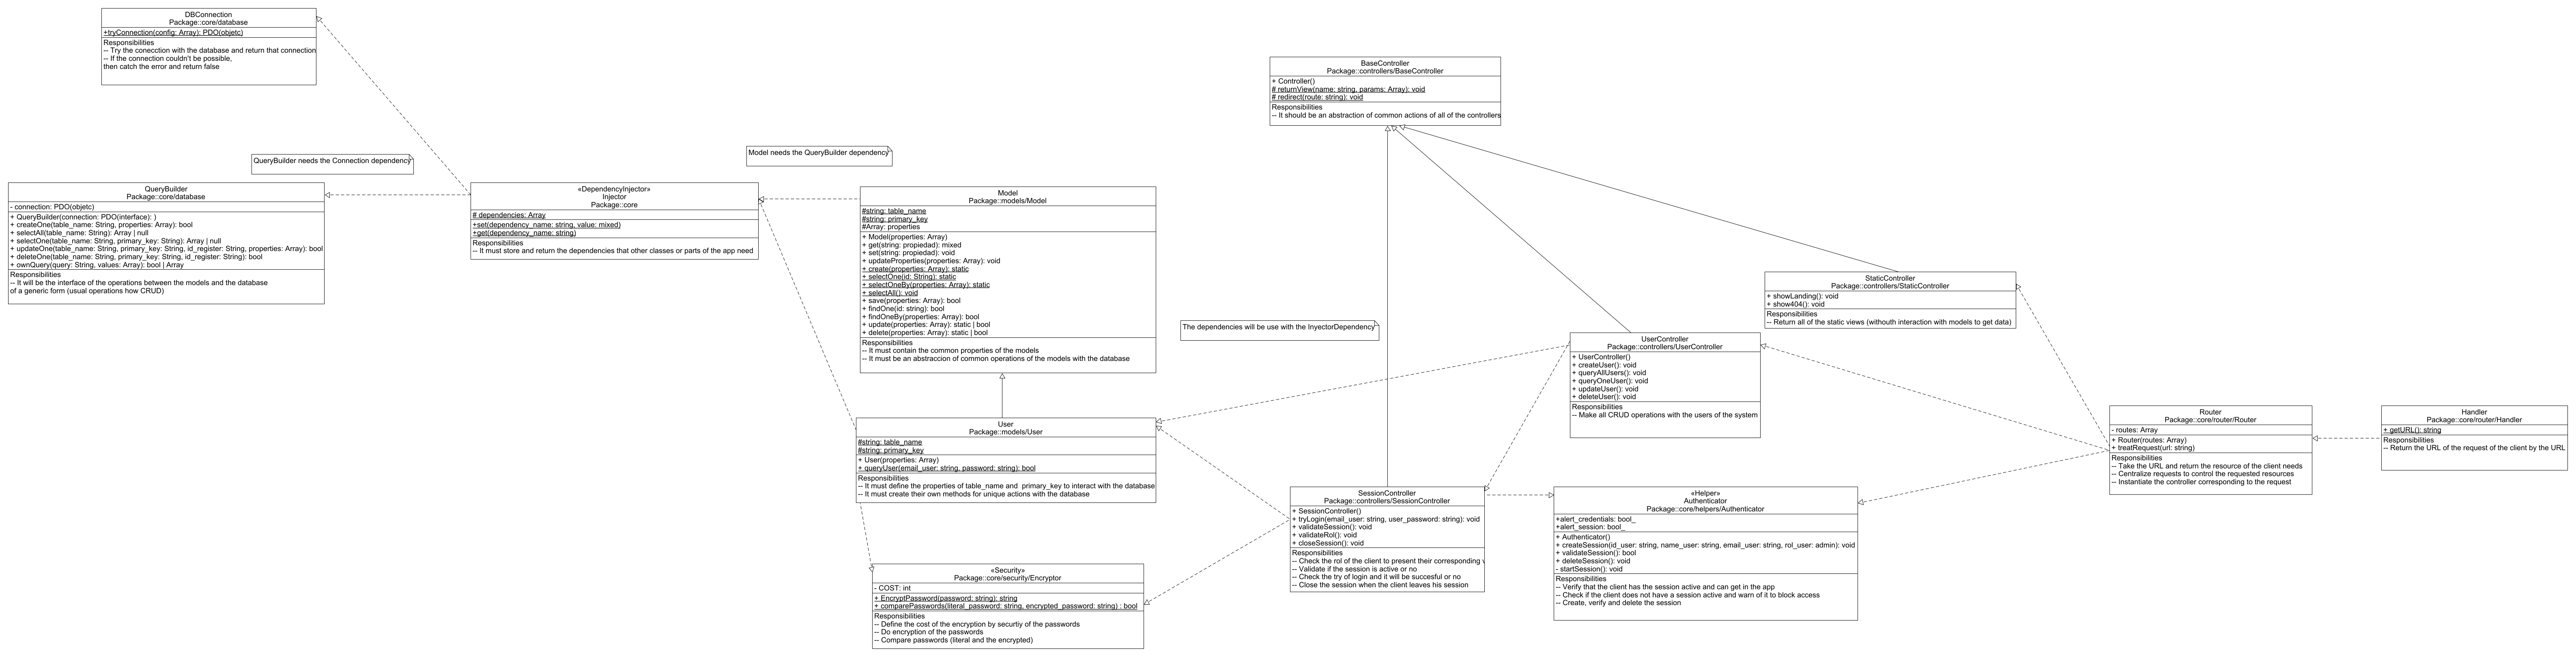 DBConnection
Package::core/database
+tryConnection(config: Array): PDO(objetc)
Responsibilities
-- Try the conecction with the database and return that connection
-- If the connection couldn't be possible,
then catch the error and return false
QueryBuilder needs the Connection dependency
QueryBuilder
Package::core/database
- connection: PDO(objetc)
+ QueryBuilder(connection: PDO(interface): )
+ createOne(table_name: String, properties: Array): bool
+ selectAll(table_name: String): Array | null
+ selectOne(table_name: String, primary_key: String): Array | null
+ updateOne(table_name: String, primary_key: String, id_register: String, properties: Array): bool
+ deleteOne(table_name: String, primary_key: String, id_register: String): bool
+ ownQuery(query: String, values: Array): bool | Array
Responsibilities
-- It will be the interface of the operations between the models and the database
of a generic form (usual operations how CRUD)
«DependencyInjector»
Injector
Package::core
# dependencies: Array
+set(dependency_name: string, value: mixed)
+get(dependency_name: string)
Responsibilities
-- It must store and return the dependencies that other classes or parts of the app need
Model needs the QueryBuilder dependency
Model
Package::models/Model
#string: table_name
#string: primary_key
#Array: properties
+ Model(properties: Array)
+ get(string: propiedad): mixed
+ set(string: propiedad): void
+ updateProperties(properties: Array): void
+ create(properties: Array): static
+ selectOne(id: String): static
+ selectOneBy(properties: Array): static
+ selectAll(): void
+ save(properties: Array): bool
+ findOne(id: string): bool
+ findOneBy(properties: Array): bool
+ update(properties: Array): static | bool
+ delete(properties: Array): static | bool
Responsibilities
-- It must contain the common properties of the models
-- It must be an abstraccion of common operations of the models with the database
User
Package::models/User
#string: table_name
#string: primary_key
+ User(properties: Array)
+ queryUser(email_user: string, password: string): bool
Responsibilities
-- It must define the properties of table_name and  primary_key to interact with the database
-- It must create their own methods for unique actions with the database
«Security»
Package::core/security/Encryptor
- COST: int
+ EncryptPassword(password: string): string
+ comparePasswords(literal_password: string, encrypted_password: string) : bool
Responsibilities
-- Define the cost of the encryption by securtiy of the passwords
-- Do encryption of the passwords
-- Compare passwords (literal and the encrypted)
BaseController
Package::controllers/BaseController
+ Controller()
# returnView(name: string, params: Array): void
# redirect(route: string): void
Responsibilities
-- It should be an abstraction of common actions of all of the controllers
The dependencies will be use with the InyectorDependency
StaticController
Package::controllers/StaticController
+ showLanding(): void
+ show404(): void
Responsibilities
-- Return all of the static views (withouth interaction with models to get data)
UserController
Package::controllers/UserController
+ UserController()
+ createUser(): void
+ queryAllUsers(): void
+ queryOneUser(): void
+ updateUser(): void
+ deleteUser(): void
Responsibilities
-- Make all CRUD operations with the users of the system
SessionController
Package::controllers/SessionController
+ SessionController()
+ tryLogin(email_user: string, user_password: string): void
+ validateSession(): void
+ validateRol(): void
+ closeSession(): void
Responsibilities
-- Check the rol of the client to present their corresponding
-- Validate if the session is active or no
-- Check the try of login and it will be succesful or no
-- Close the session when the client leaves his session
«Helper»
Authenticator
Package::core/helpers/Authenticator
+alert_credentials: bool_
+alert_session: bool_
+ Authenticator()
+ createSession(id_user: string, name_user: string, email_user: string, rol_user: admin): void
+ validateSession(): bool
+ deleteSession(): void
- startSession(): void
Responsibilities
-- Verify that the client has the session active and can get in the app
-- Check if the client does not have a session active and warn of it to block access
-- Create, verify and delete the session
Router
Package::core/router/Router
- routes: Array
+ Router(routes: Array)
+ treatRequest(url: string)
Responsibilities
-- Take the URL and return the resource of the client needs
-- Centralize requests to control the requested resources
-- Instantiate the controller corresponding to the request
Handler
Package::core/router/Handler
+ getURL(): string
Responsibilities
-- Return the URL of the request of the client by the URL